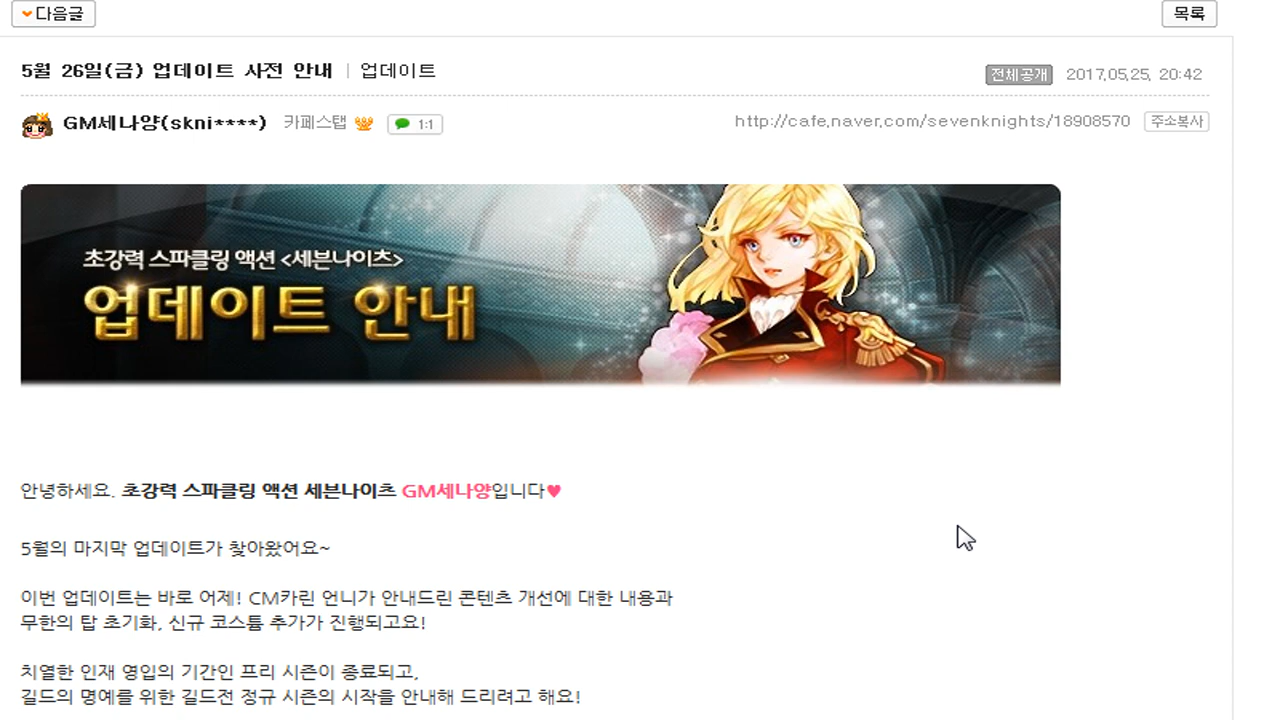 다음글
목록
5월 26일(금) 업데이트 사전 안내 | 업데이트
전체공개 2017.05.25. 20:42
GM세나양(skni****) 카페스탭 1:1
http://cafe.naver.com/sevenknights/18908570 주소복사
초강력 스파클링 액션 <세븐나이츠>
업데이트 안내
안녕하세요. 초강력 스파클링 액션 세븐나이츠 GM세나양입니다♥
5월의 마지막 업데이트가 찾아왔어요~
이번 업데이트는 바로 어제! CM카린 언니가 안내드린 콘텐츠 개선에 대한 내용과
무한의 탑 초기화, 신규 코스튬 추가가 진행되고요!
치열한 인재 영입의 기간인 프리 시즌이 종료되고,
길드의 명예를 위한 길드전 정규 시즌의 시작을 안내해 드리려고 해요!